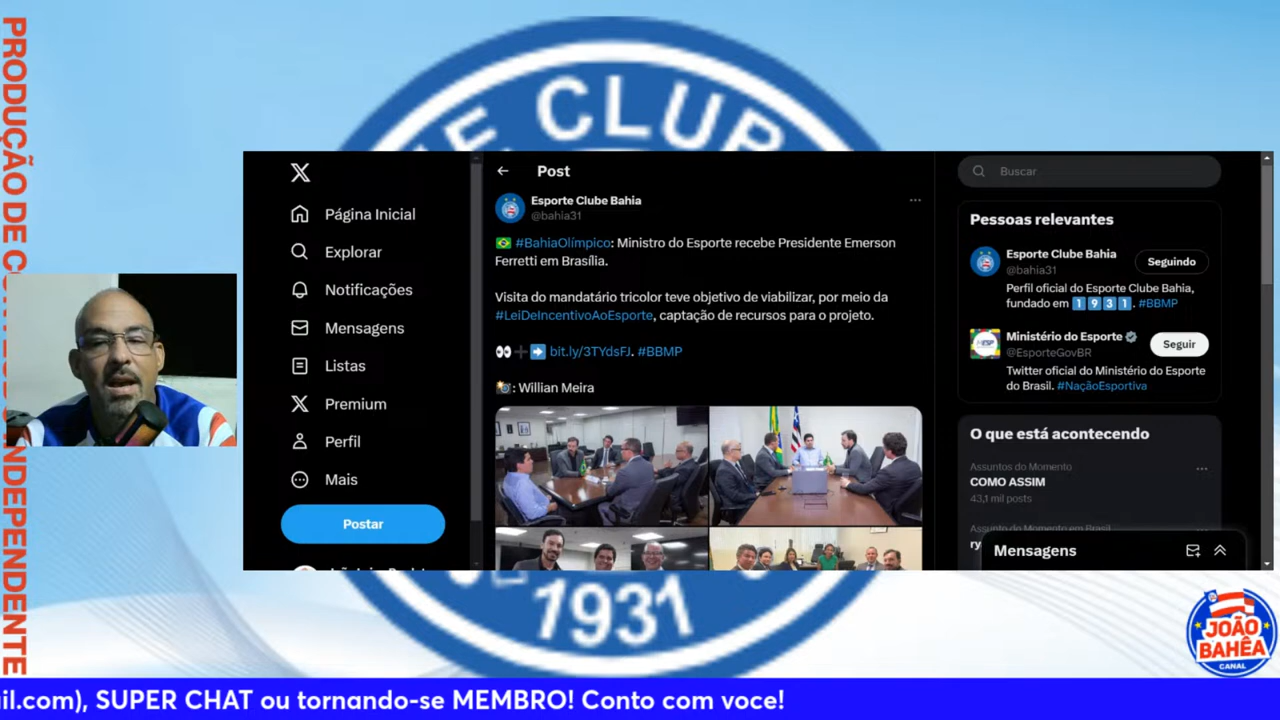 PRODUÇÃO DE
INDEPENDENTE
E CLUB
1931
Post
Buscar
Página Inicial
Explorar
Notificações
Mensagens
Listas
Premium
Perfil
Mais
Postar
Esporte Clube Bahia
@bahia31
🇧🇷 #BahiaOlímpico: Ministro do Esporte recebe Presidente Emerson
Ferretti em Brasília.
Visita do mandatário tricolor teve objetivo de viabilizar, por meio da
#LeiDeIncentivoAoEsporte, captação de recursos para o projeto.
👀➕➡️ bit.ly/3TYdsFJ. #BBMP
📸: Willian Meira
Pessoas relevantes
Esporte Clube Bahia
@bahia31
Seguindo
Perfil oficial do Esporte Clube Bahia,
fundado em 1931. #BBMP
Ministério do Esporte
@EsporteGovBR
Seguir
Twitter oficial do Ministério do Esporte
do Brasil. #NaçãoEsportiva
O que está acontecendo
Assuntos do Momento
COMO ASSIM
43,1 mil posts
Assunto do Momento em Brasil
Mensagens
JOÃO
BAHÊA
CANAL
il.com), SUPER CHAT ou tornando-se MEMBRO! Conto com voce!